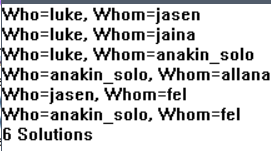 Who=luke, Whom=jasen
Who=luke, Whom=jaina
Who=luke, Whom=anakin_solo
Who=anakin_solo, Whom=allana
Who=jasen, Whom=fel
Who=anakin_solo, Whom=fel
6 Solutions